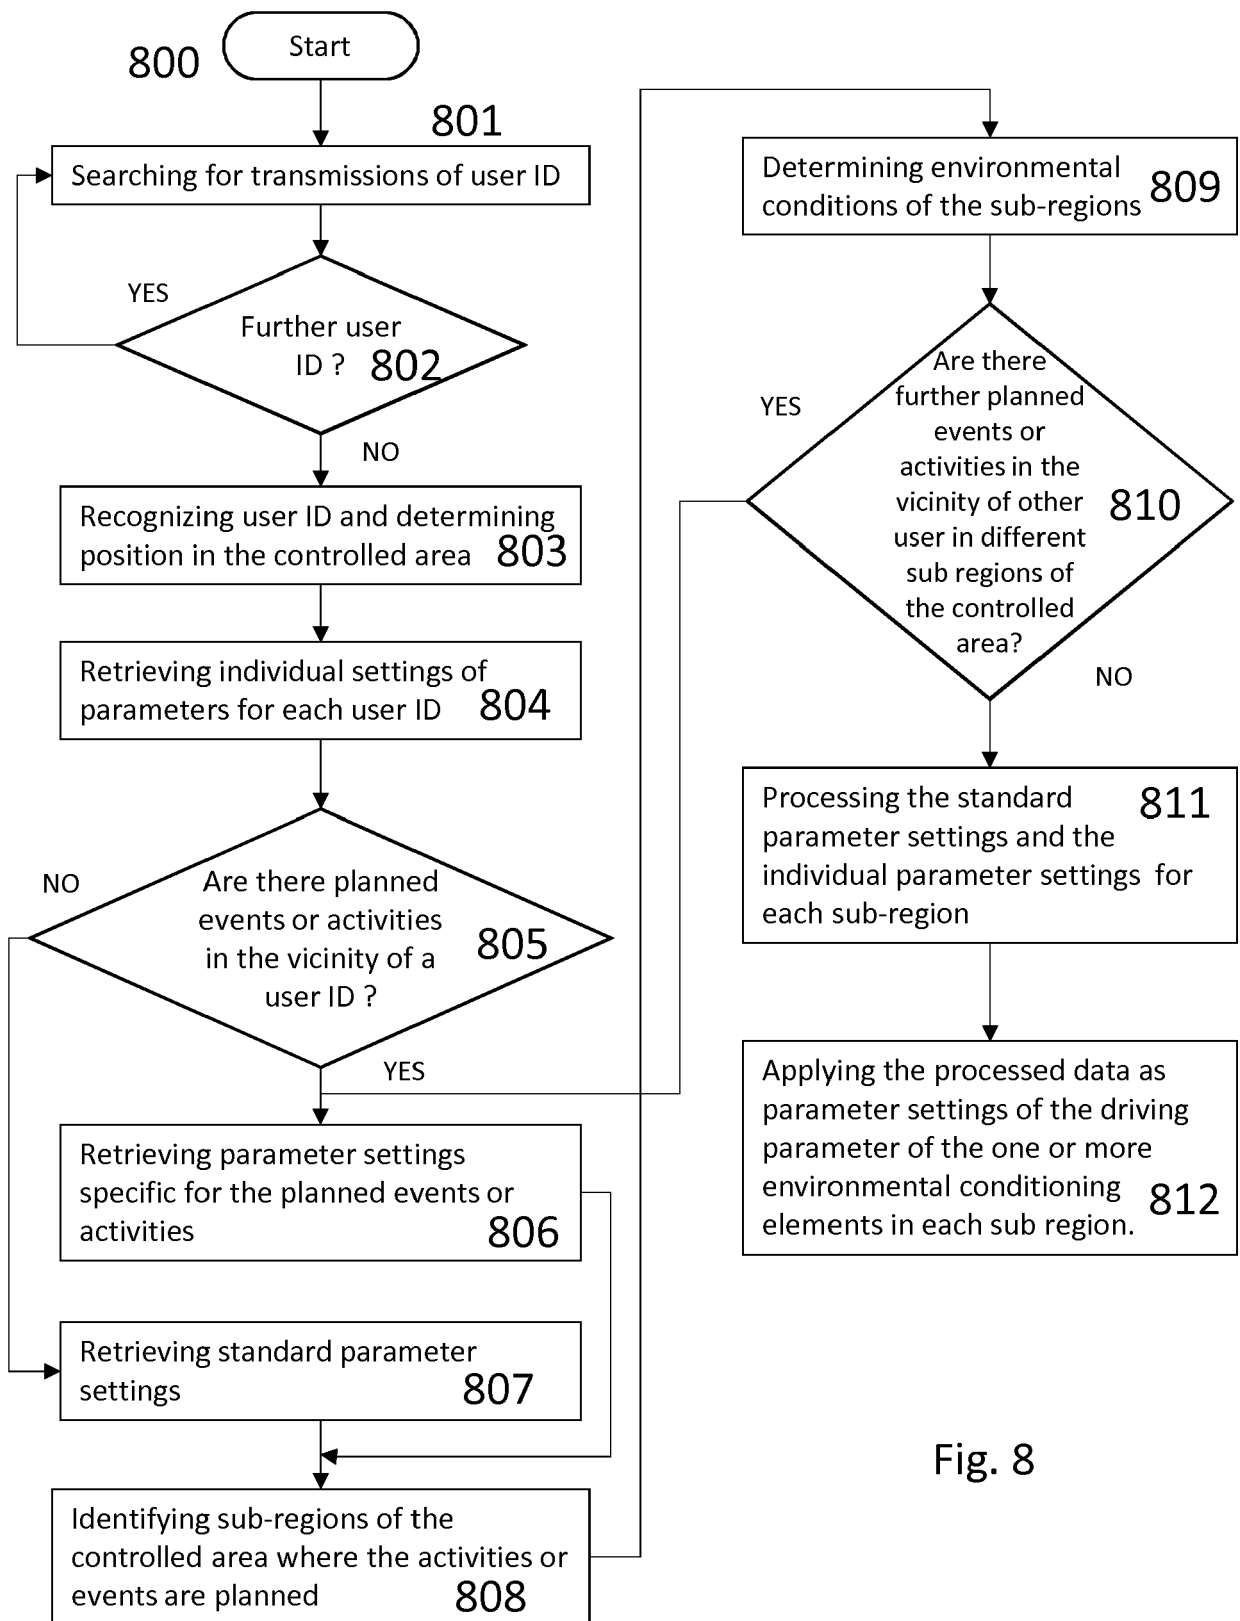 Start
800
801
Searching for transmissions of user ID
YES
Further user
ID ?
802
NO
Recognizing user ID and determining
position in the controlled area
803
Retrieving individual settings of
parameters for each user ID
804
NO
Are there planned
events or activities
in the vicinity of a
user ID ?
805
YES
Retrieving parameter settings
specific for the planned events or
activities
806
Retrieving standard parameter
settings
807
Identifying sub-regions of the
controlled area where the activities or
events are planned
808
Determining environmental
conditions of the sub-regions
809
YES
Are there
further planned
events or
activities in the
vicinity of other
user in different
sub regions of
the controlled
area?
810
NO
Processing the standard
parameter settings and the
individual parameter settings for
each sub-region
811
Applying the processed data as
parameter settings of the driving
parameter of the one or more
environmental conditioning
elements in each sub region.
812
Fig. 8